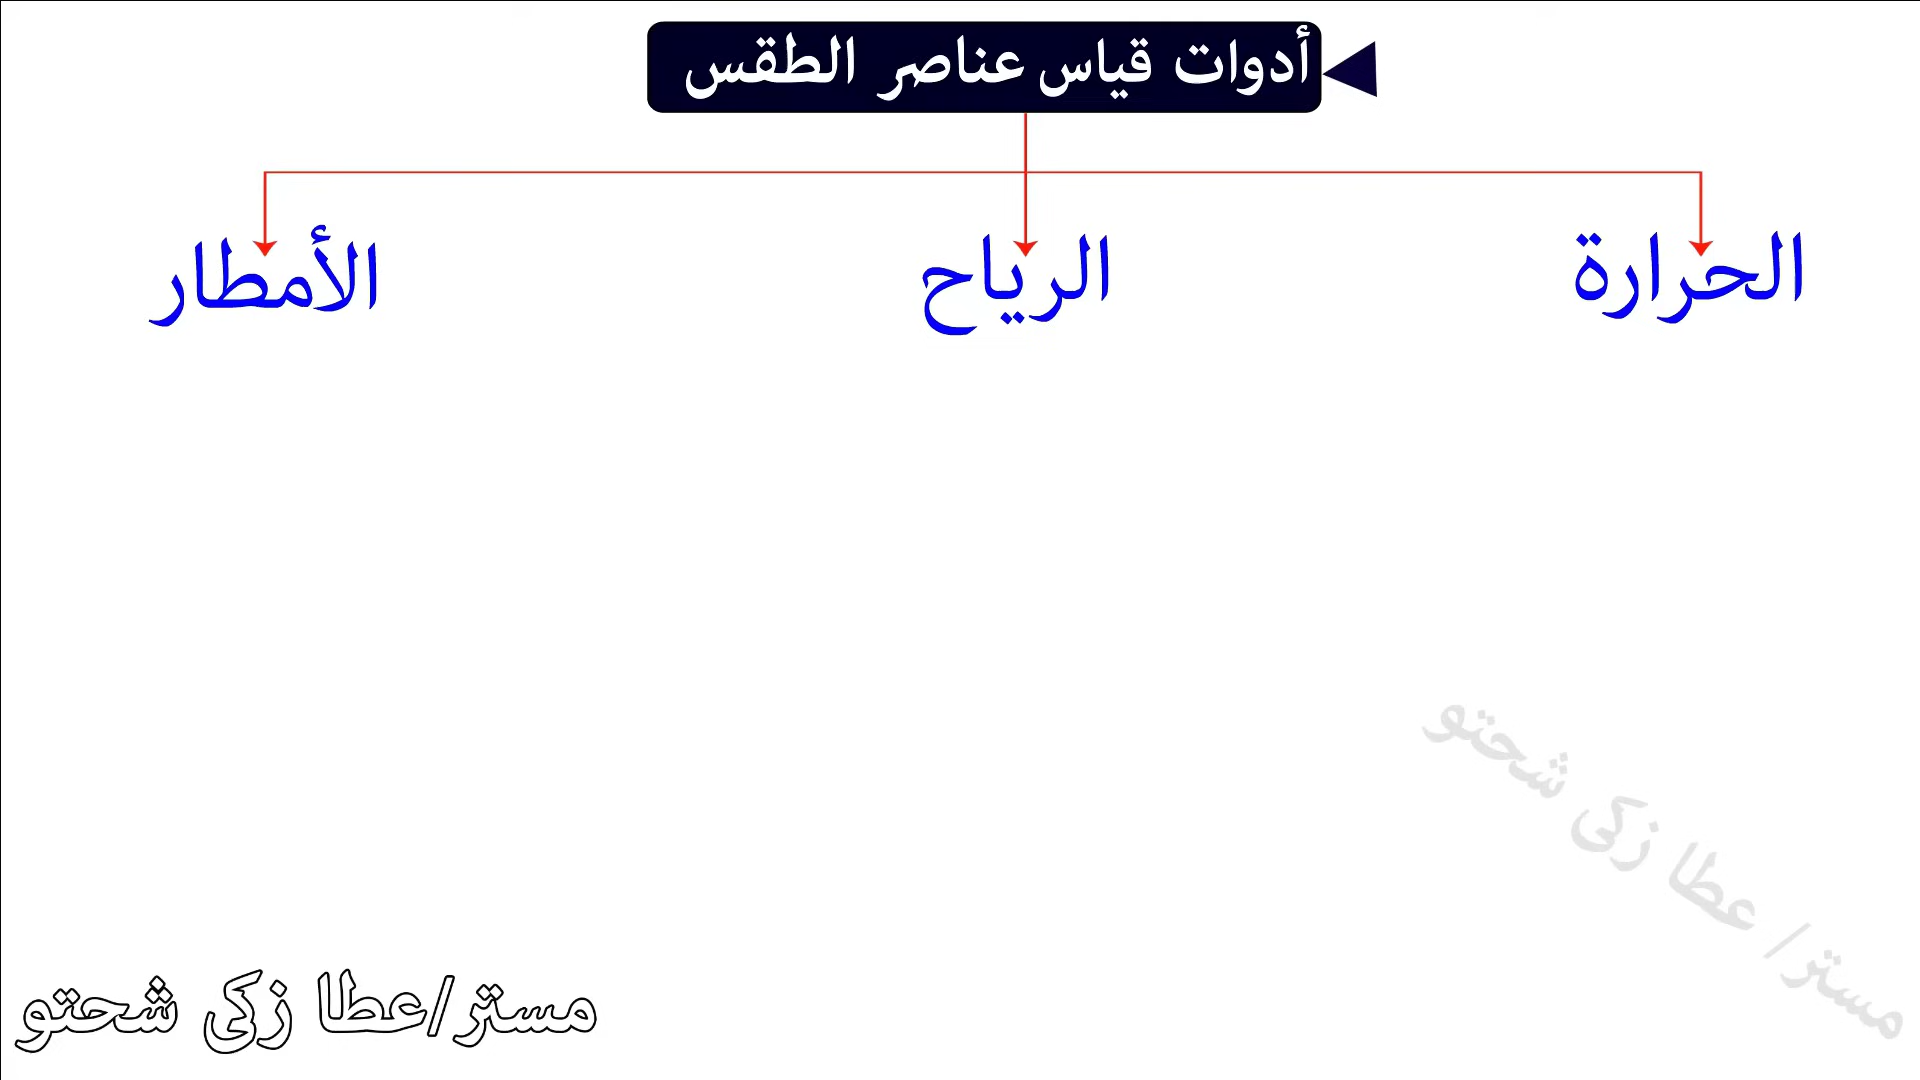 أدوات قياس عناصر الطقس
الحرارة
الرياح
الأمطار
مستر/ عطا زكى شحتو
مستر/عطا زكى شحتو